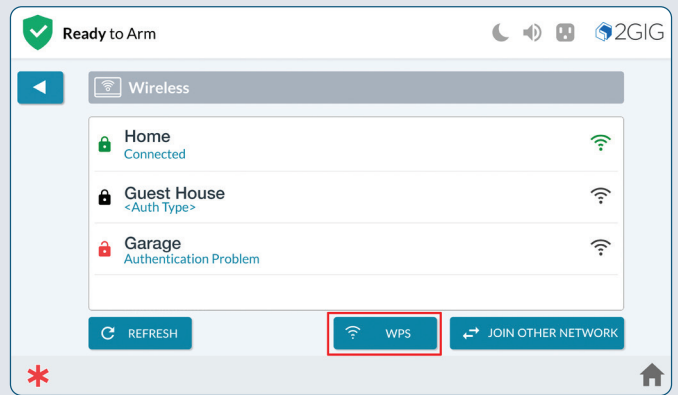 Ready to Arm
2GIG
Wireless
Home
Connected
Guest House
<Auth Type>
Garage
Authentication Problem
REFRESH
WPS
JOIN OTHER NETWORK